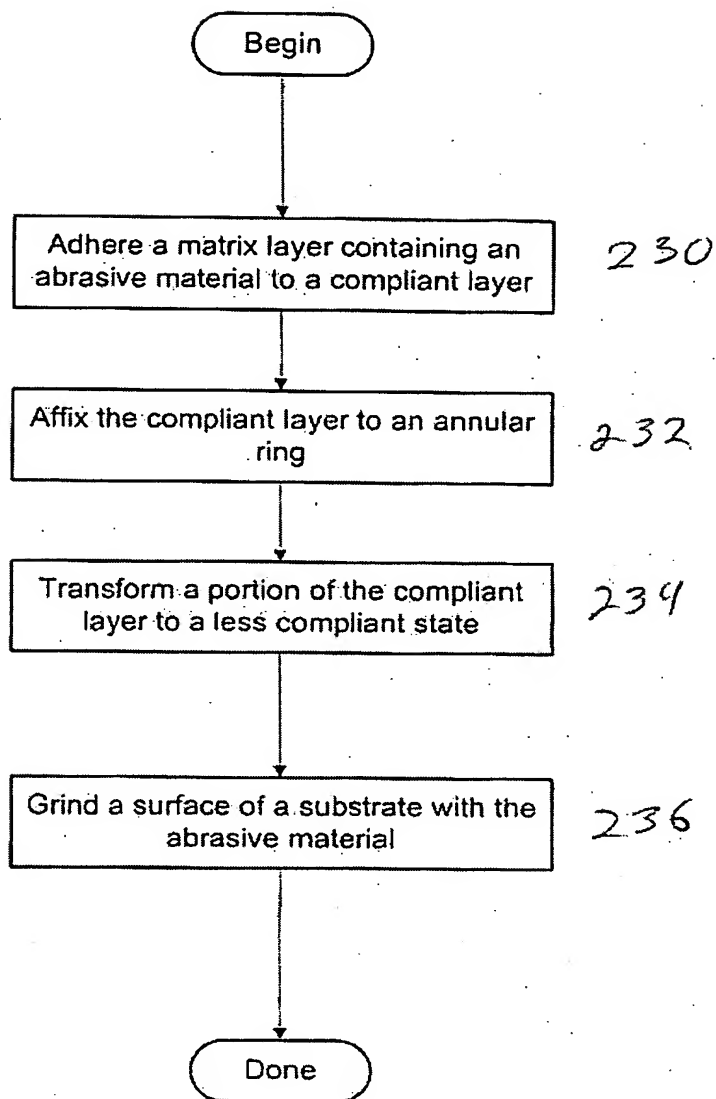 Begin
Adhere a matrix layer containing an
abrasive material to a compliant layer
230
Affix the compliant layer to an annular
ring
232
Transform a portion of the compliant
layer to a less compliant state
234
Grind a surface of a substrate with the
abrasive material
236
Done